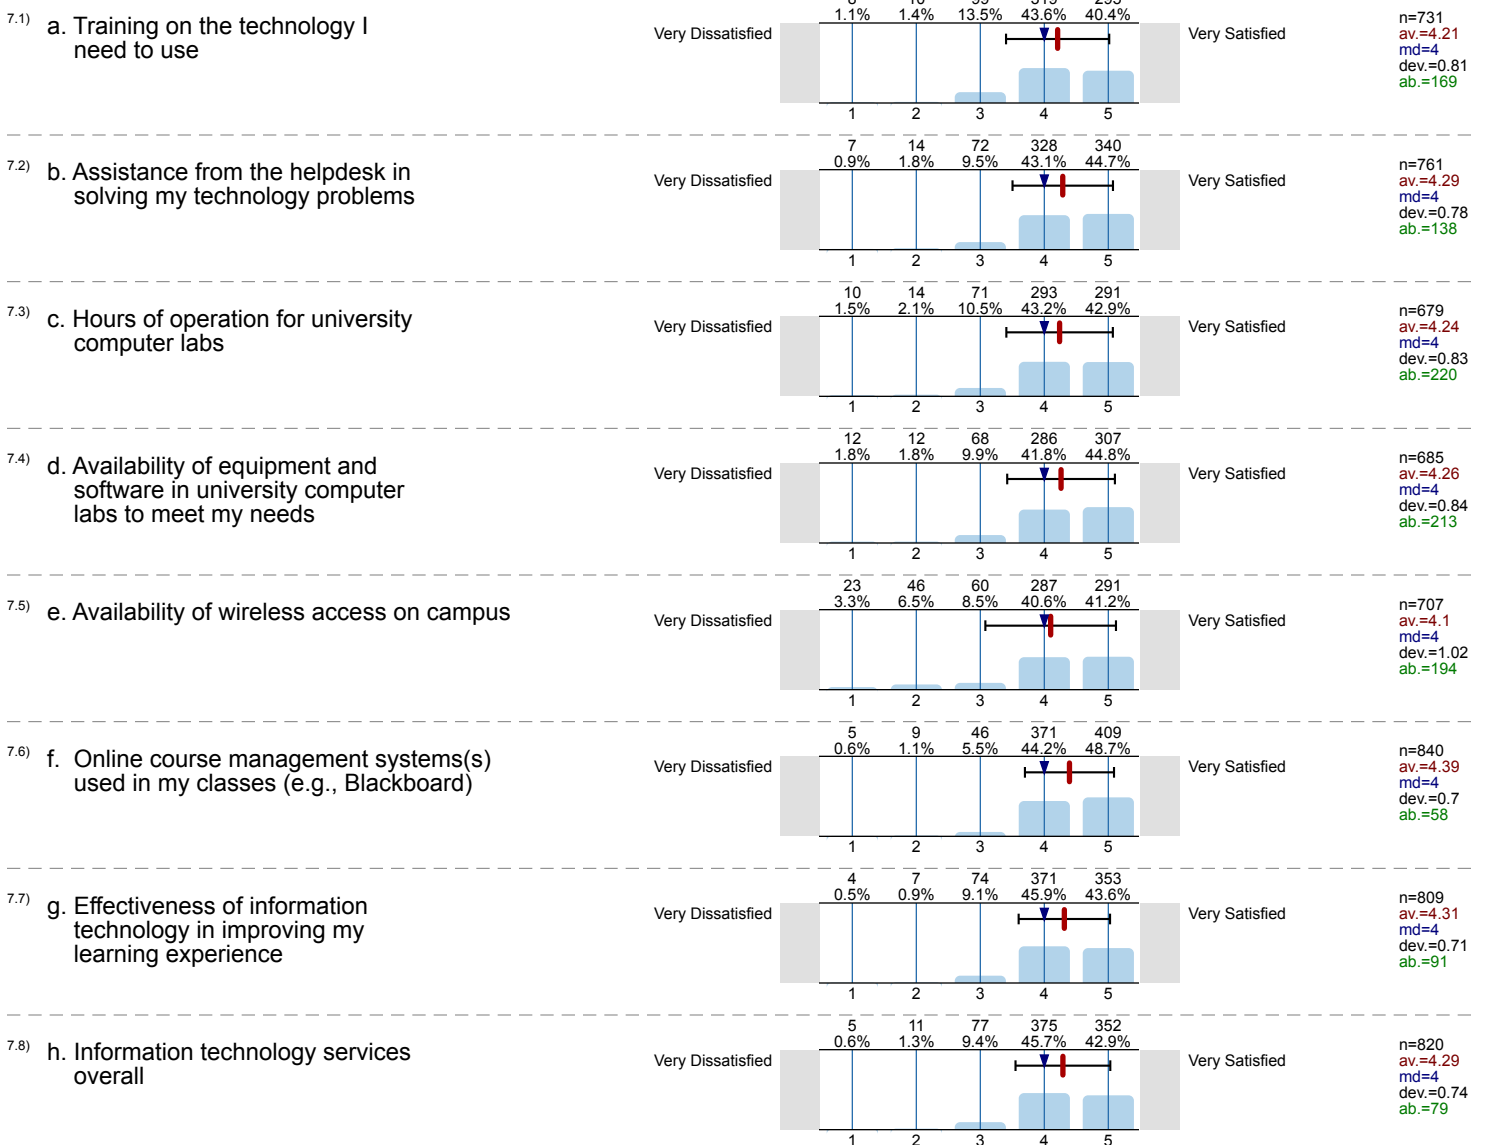 8 10 99 319 295
1.1% 1.4% 13.5% 43.6% 40.4%
7.1) a. Training on the technology I
need to use
Very Dissatisfied
Very Satisfied
n=731
av.=4.21
md=4
dev.=0.81
ab.=169
1 2 3 4 5
7 14 72 328 340
0.9% 1.8% 9.5% 43.1% 44.7%
7.2) b. Assistance from the helpdesk in
solving my technology problems
Very Dissatisfied
Very Satisfied
n=761
av.=4.29
md=4
dev.=0.78
ab.=138
1 2 3 4 5
10 14 71 293 291
1.5% 2.1% 10.5% 43.2% 42.9%
7.3) c. Hours of operation for university
computer labs
Very Dissatisfied
Very Satisfied
n=679
av.=4.24
md=4
dev.=0.83
ab.=220
1 2 3 4 5
12 12 68 286 307
1.8% 1.8% 9.9% 41.8% 44.8%
7.4) d. Availability of equipment and
software in university computer
labs to meet my needs
Very Dissatisfied
Very Satisfied
n=685
av.=4.26
md=4
dev.=0.84
ab.=213
1 2 3 4 5
23 46 60 287 291
3.3% 6.5% 8.5% 40.6% 41.2%
7.5) e. Availability of wireless access on campus
Very Dissatisfied
Very Satisfied
n=707
av.=4.1
md=4
dev.=1.02
ab.=194
1 2 3 4 5
5 9 46 371 409
0.6% 1.1% 5.5% 44.2% 48.7%
7.6) f. Online course management systems(s)
used in my classes (e.g., Blackboard)
Very Dissatisfied
Very Satisfied
n=840
av.=4.39
md=4
dev.=0.7
ab.=58
1 2 3 4 5
4 7 74 371 353
0.5% 0.9% 9.1% 45.9% 43.6%
7.7) g. Effectiveness of information
technology in improving my
learning experience
Very Dissatisfied
Very Satisfied
n=809
av.=4.31
md=4
dev.=0.71
ab.=91
1 2 3 4 5
5 11 77 375 352
0.6% 1.3% 9.4% 45.7% 42.9%
7.8) h. Information technology services
overall
Very Dissatisfied
Very Satisfied
n=820
av.=4.29
md=4
dev.=0.74
ab.=79
1 2 3 4 5